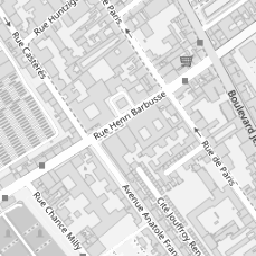 Rue Huntzig
de Paris
Rue Castérès
Boulevard J
Rue Henri Barbusse
Rue de Paris
Rue Chance Milly
Avenue Anatole Fran
Cité Jouffroy Ren